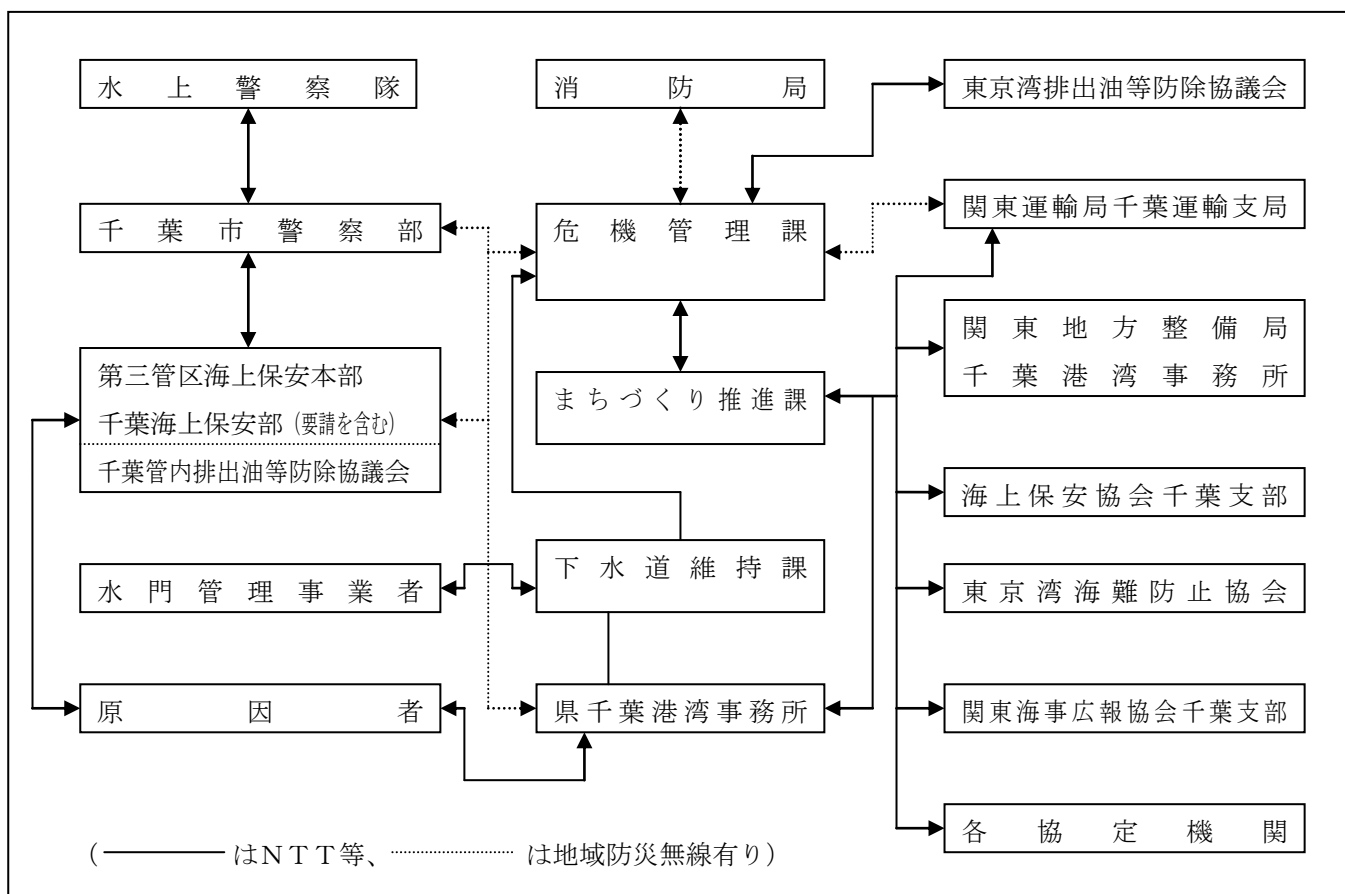 水上警察隊
消防局
東京湾排出油等防除協議会
千葉市警察部
危機管理課
関東運輸局千葉運輸支局
関東地方整備局
千葉港湾事務所
第三管区海上保安本部
千葉海上保安部(要請を含む)
千葉管内排出油等防除協議会
まちづくり推進課
海上保安協会千葉支部
水門管理事業者
下水道維持課
東京湾海難防止協会
原因者
県千葉港湾事務所
関東海事広報協会千葉支部
各協定機関
(―――― はNTT等、………… は地域防災無線有り)